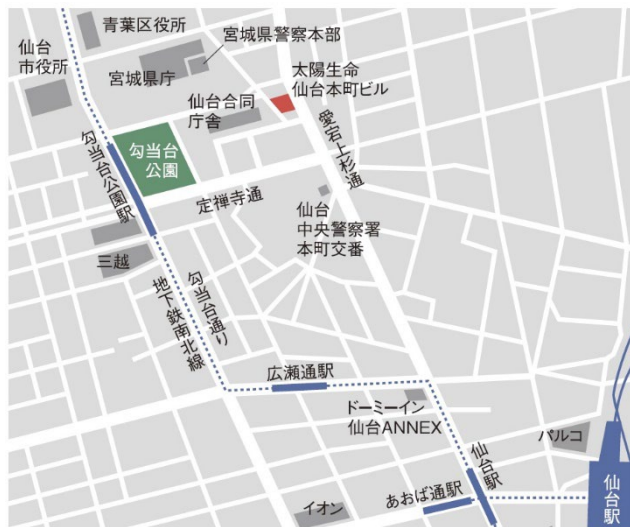 青葉区役所
宮城県警察本部
仙台
市役所
宮城県庁
太陽生命
仙台本町ビル
仙台合同
庁舎
愛宕上杉通
勾当台
公園
勾当台公園駅
定禅寺通
仙台
中央警察署
本町交番
三越
勾当台通り
地下鉄南北線
広瀬通駅
ドーミーイン
仙台ANNEX
パルコ
仙台駅
あおば通駅
仙台駅
イオン